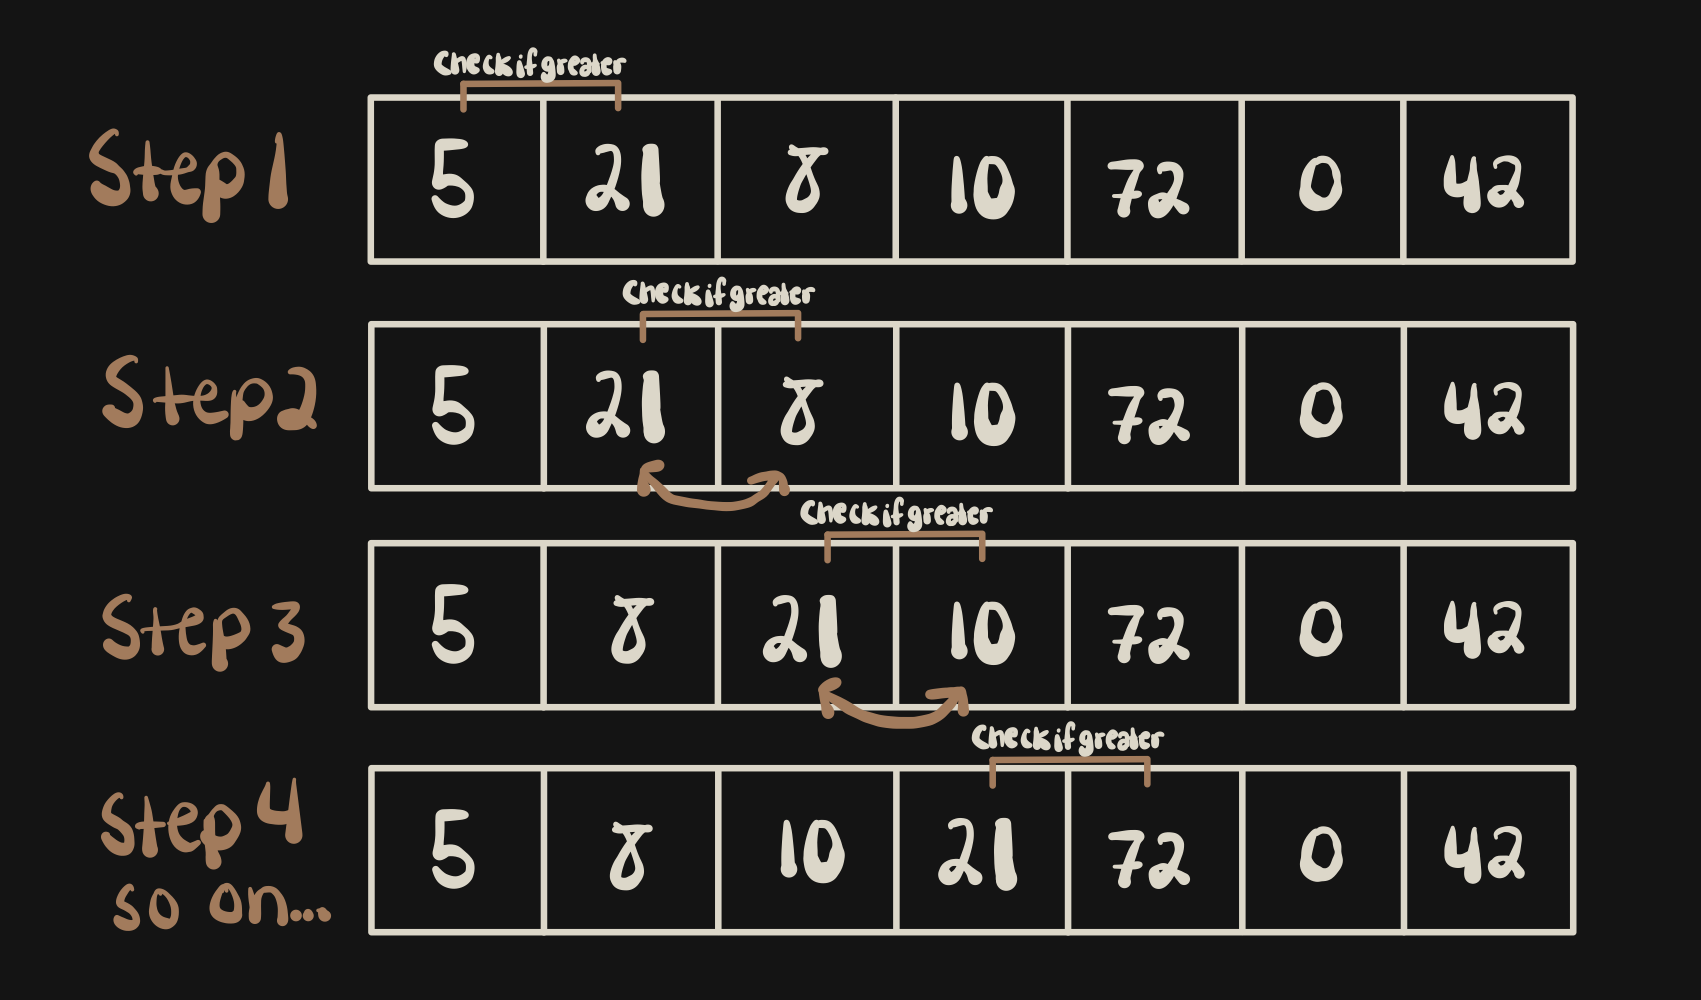 Check if greater
Step 1 5 21 8 10 72 0 42
Check if greater
Step 2 5 21 8 10 72 0 42
Check if greater
Step 3 5 8 21 10 72 0 42
Check if greater
Step 4 5 8 10 21 72 0 42
so on...